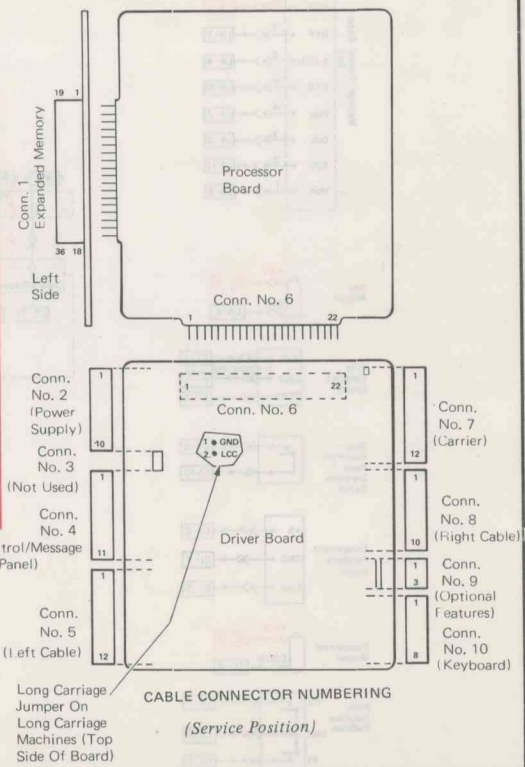 19 1
Conn. 1
Expanded Memory
36 18
Left
Side
Processor
Board
Conn. No. 6
1 22
Conn.
No. 2
(Power
Supply)
1
10
Conn.
No. 3
(Not Used)
Conn.
No. 4
trol/Message
Panel)
1
11
Conn.
No. 5
(Left Cable)
1
12
1 22
Conn. No. 6
1 GND
2 LCC
Driver Board
1
12
Conn.
No. 7
(Carrier)
1
10
Conn.
No. 8
(Right Cable)
1
3
Conn.
No. 9
(Optional
Features)
1
8
Conn.
No. 10
(Keyboard)
Long Carriage
Jumper On
Long Carriage
Machines (Top
Side Of Board)
CABLE CONNECTOR NUMBERING
(Service Position)